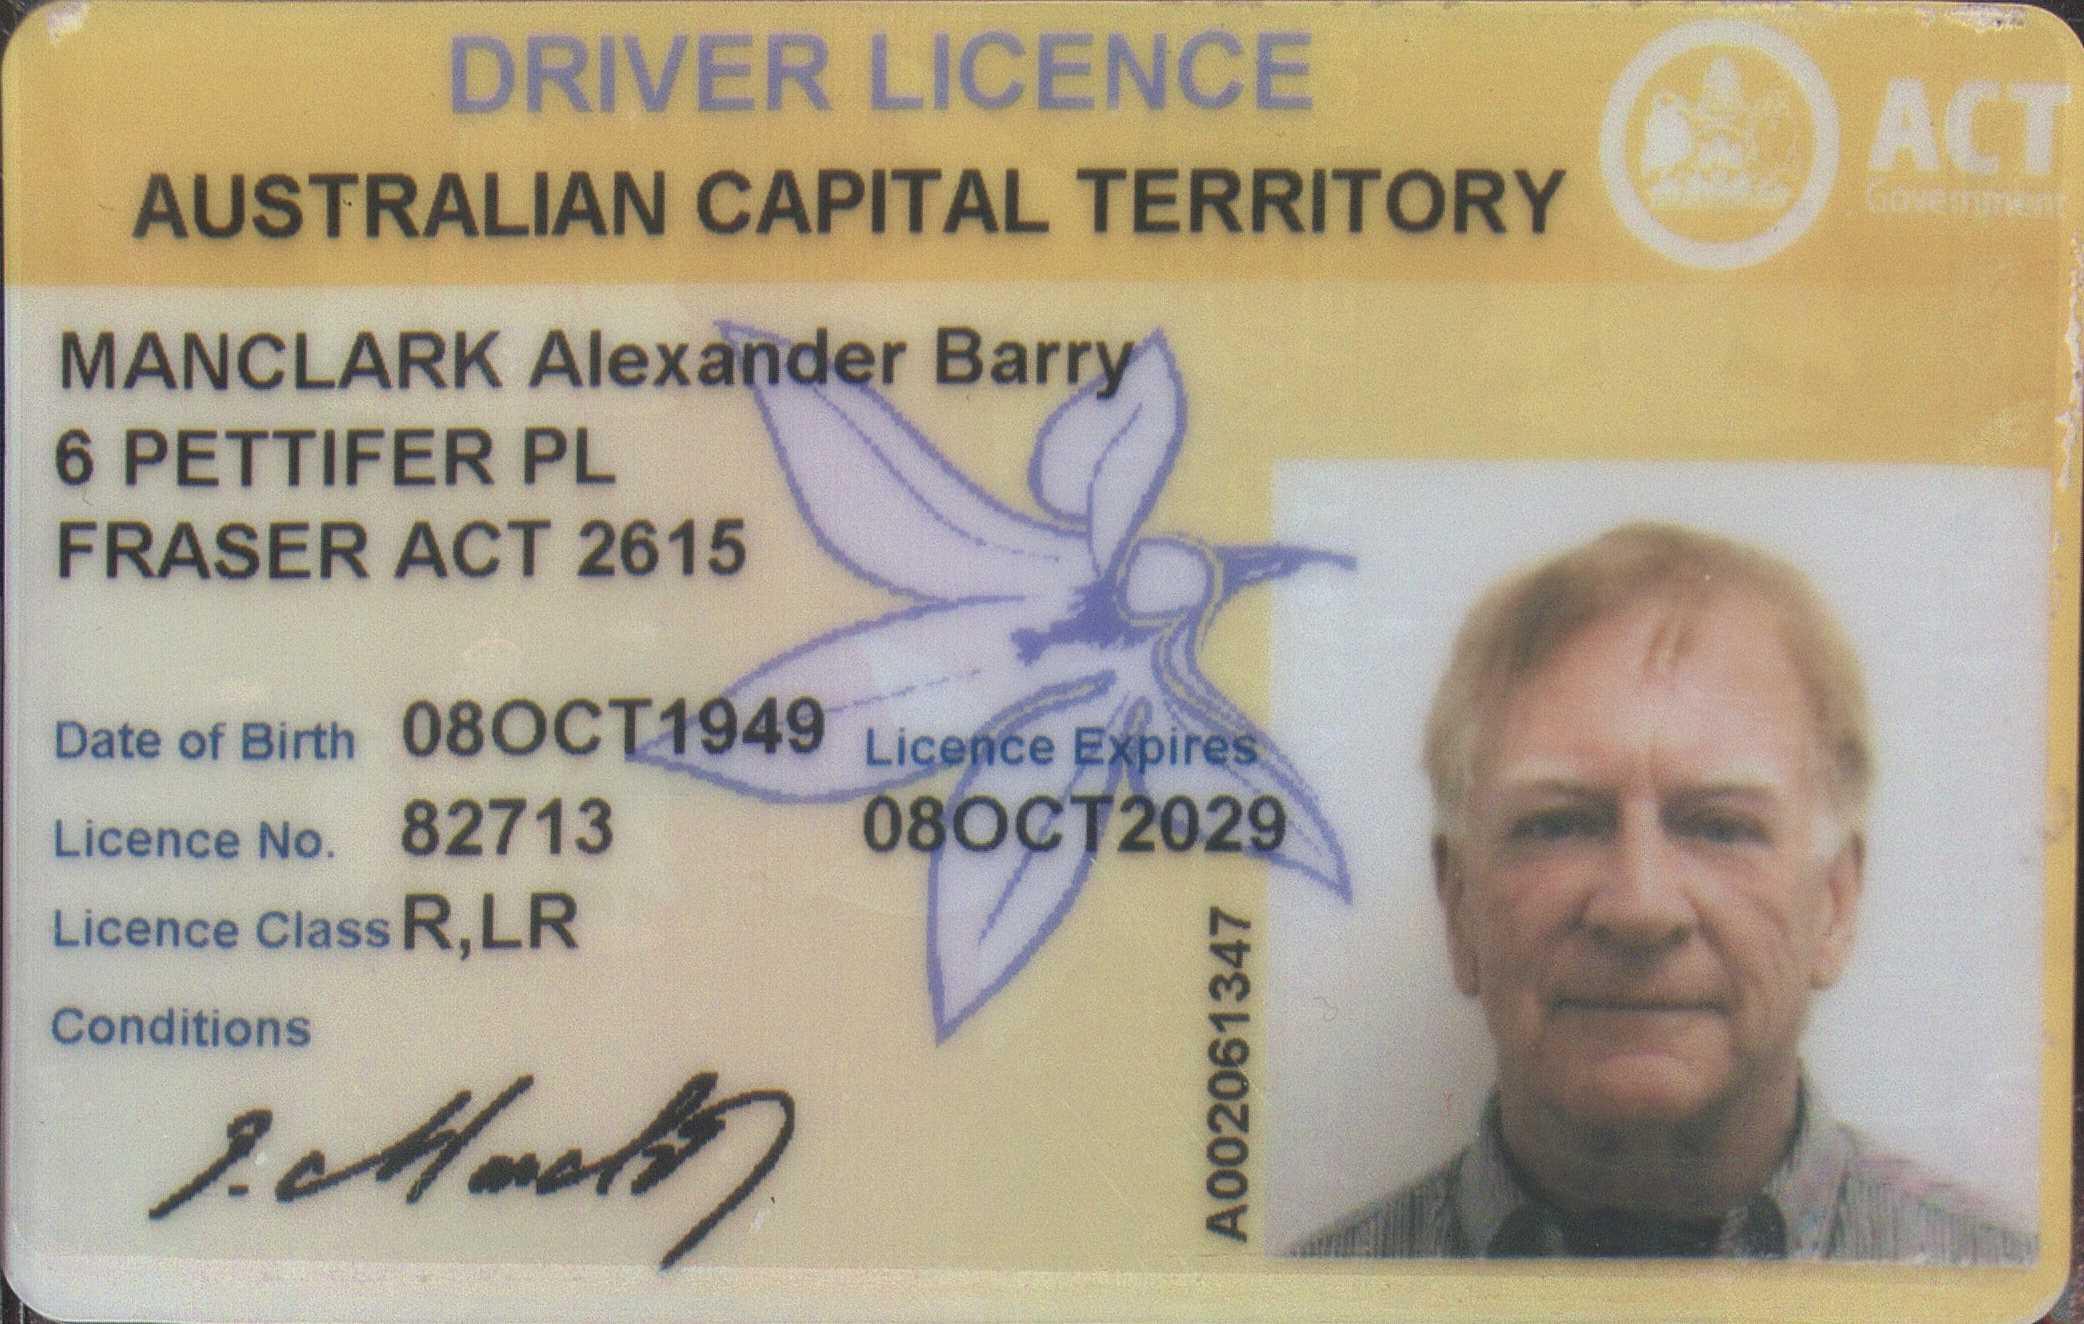 DRIVER LICENCE
AUSTRALIAN CAPITAL TERRITORY
ACT
Government
MANCLARK Alexander Barry
6 PETTIFER PL
FRASER ACT 2615
Date of Birth 08OCT1949
Licence Expires
Licence No. 82713
08OCT2029
Licence Class R,LR
Conditions
A002061347